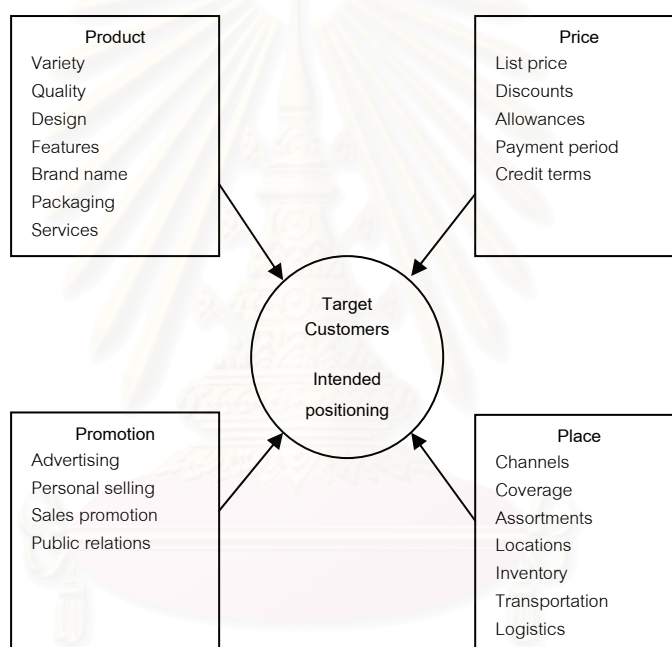 Product
Variety
Quality
Design
Features
Brand name
Packaging
Services
Price
List price
Discounts
Allowances
Payment period
Credit terms
Target
Customers
Intended
positioning
Promotion
Advertising
Personal selling
Sales promotion
Public relations
Place
Channels
Coverage
Assortments
Locations
Inventory
Transportation
Logistics